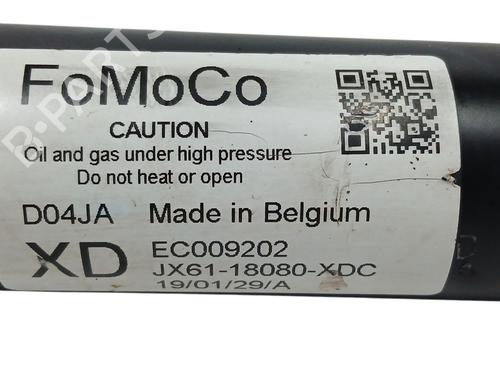 FoMoCo
CAUTION
Oil and gas under high pressure
Do not heat or open
D04JA Made in Belgium
XD EC009202
JX61-18080-XDC
19/01/29/A
B-PARTS